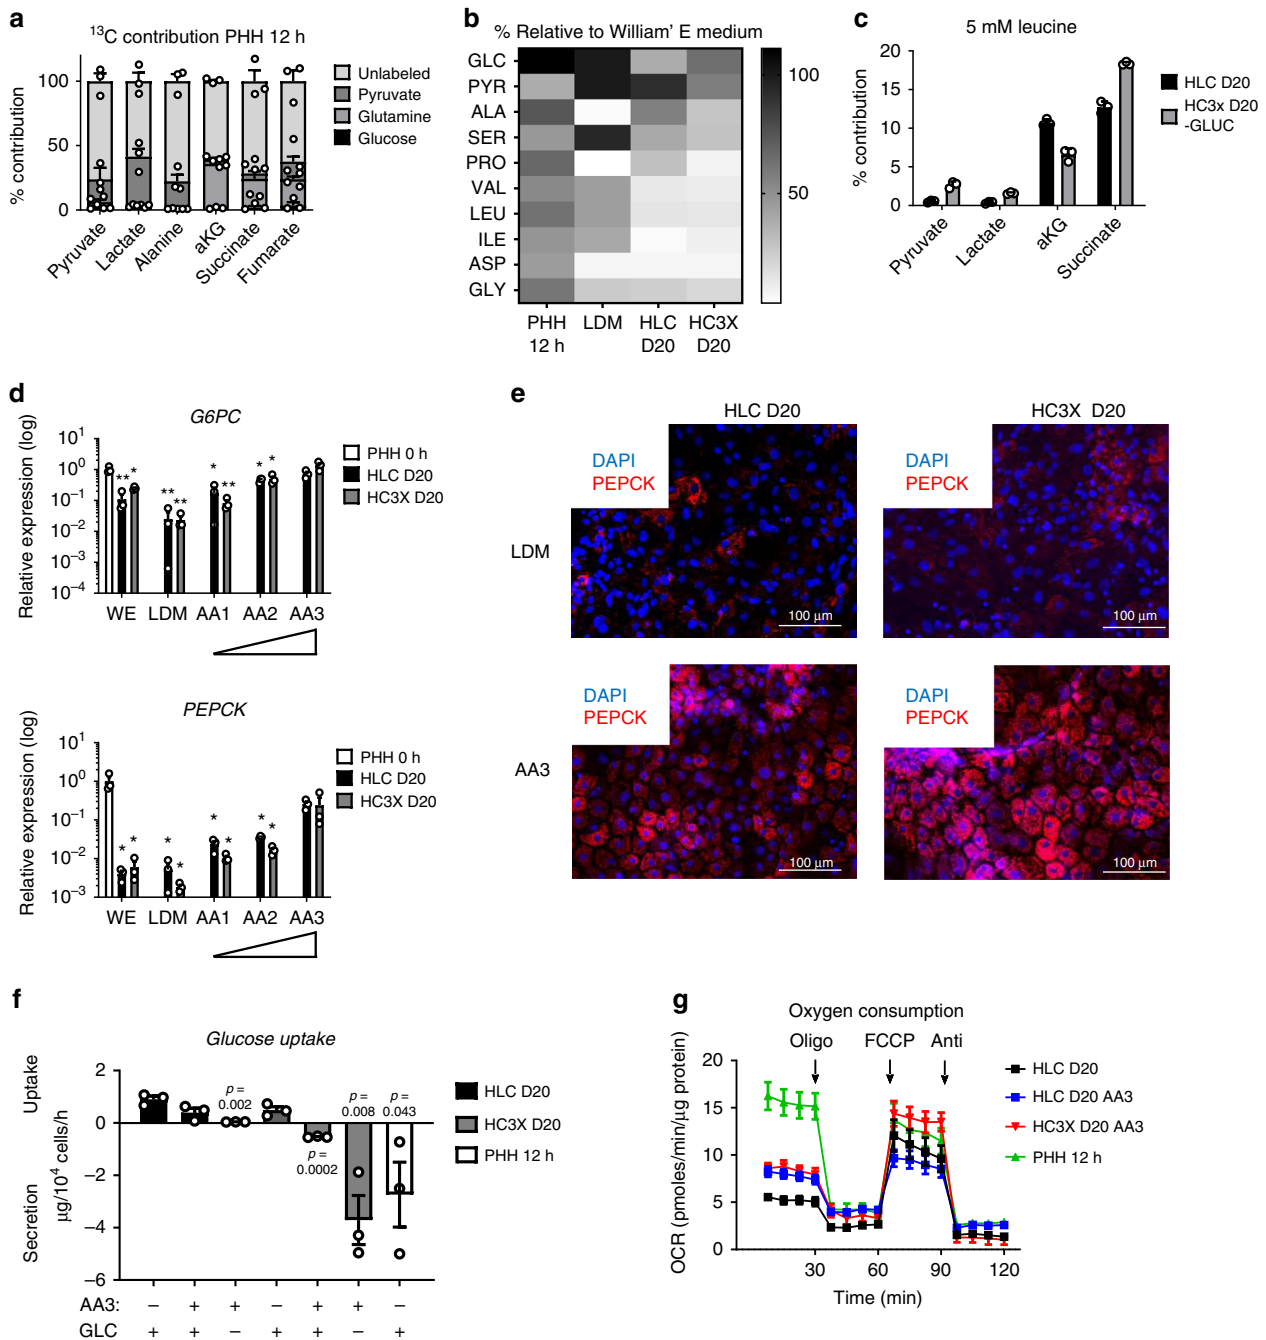 a
¹³C contribution PHH 12 h
% contribution
100
50
0
Unlabeled
Pyruvate
Glutamine
Glucose
Pyruvate
Lactate
Alanine
aKG
Succinate
Fumarate
b
% Relative to William' E medium
GLC
PYR
ALA
SER
PRO
VAL
LEU
ILE
ASP
GLY
PHH 12 h
LDM
HLC D20
HC3X D20
100
50
c
5 mM leucine
% contribution
20
15
10
5
0
HLC D20
HC3x D20
-GLUC
Pyruvate
Lactate
aKG
Succinate
d
G6PC
Relative expression (log)
10¹
10⁰
10⁻¹
10⁻²
10⁻³
10⁻⁴
** * ** ** * ** * *
PHH 0 h
HLC D20
HC3X D20
WE LDM AA1 AA2 AA3
PEPCK
Relative expression (log)
10¹
10⁰
10⁻¹
10⁻²
10⁻³
* * * * * * * *
PHH 0 h
HLC D20
HC3X D20
WE LDM AA1 AA2 AA3
e
HLC D20
HC3X D20
LDM
DAPI
PEPCK
100 µm
DAPI
PEPCK
100 µm
AA3
DAPI
PEPCK
100 µm
DAPI
PEPCK
100 µm
f
Glucose uptake
Secretion
Uptake
µg/10⁴ cells/h
2
0
−2
−4
−6
p =
0.002
p =
0.0002
p =
0.008
p =
0.043
HLC D20
HC3X D20
PHH 12 h
AA3: − + + − + + −
GLC + + − + + − +
g
Oxygen consumption
Oligo
FCCP
Anti
OCR (pmoles/min/µg protein)
20
15
10
5
0
30 60 90 120
Time (min)
HLC D20
HLC D20 AA3
HC3X D20 AA3
PHH 12 h